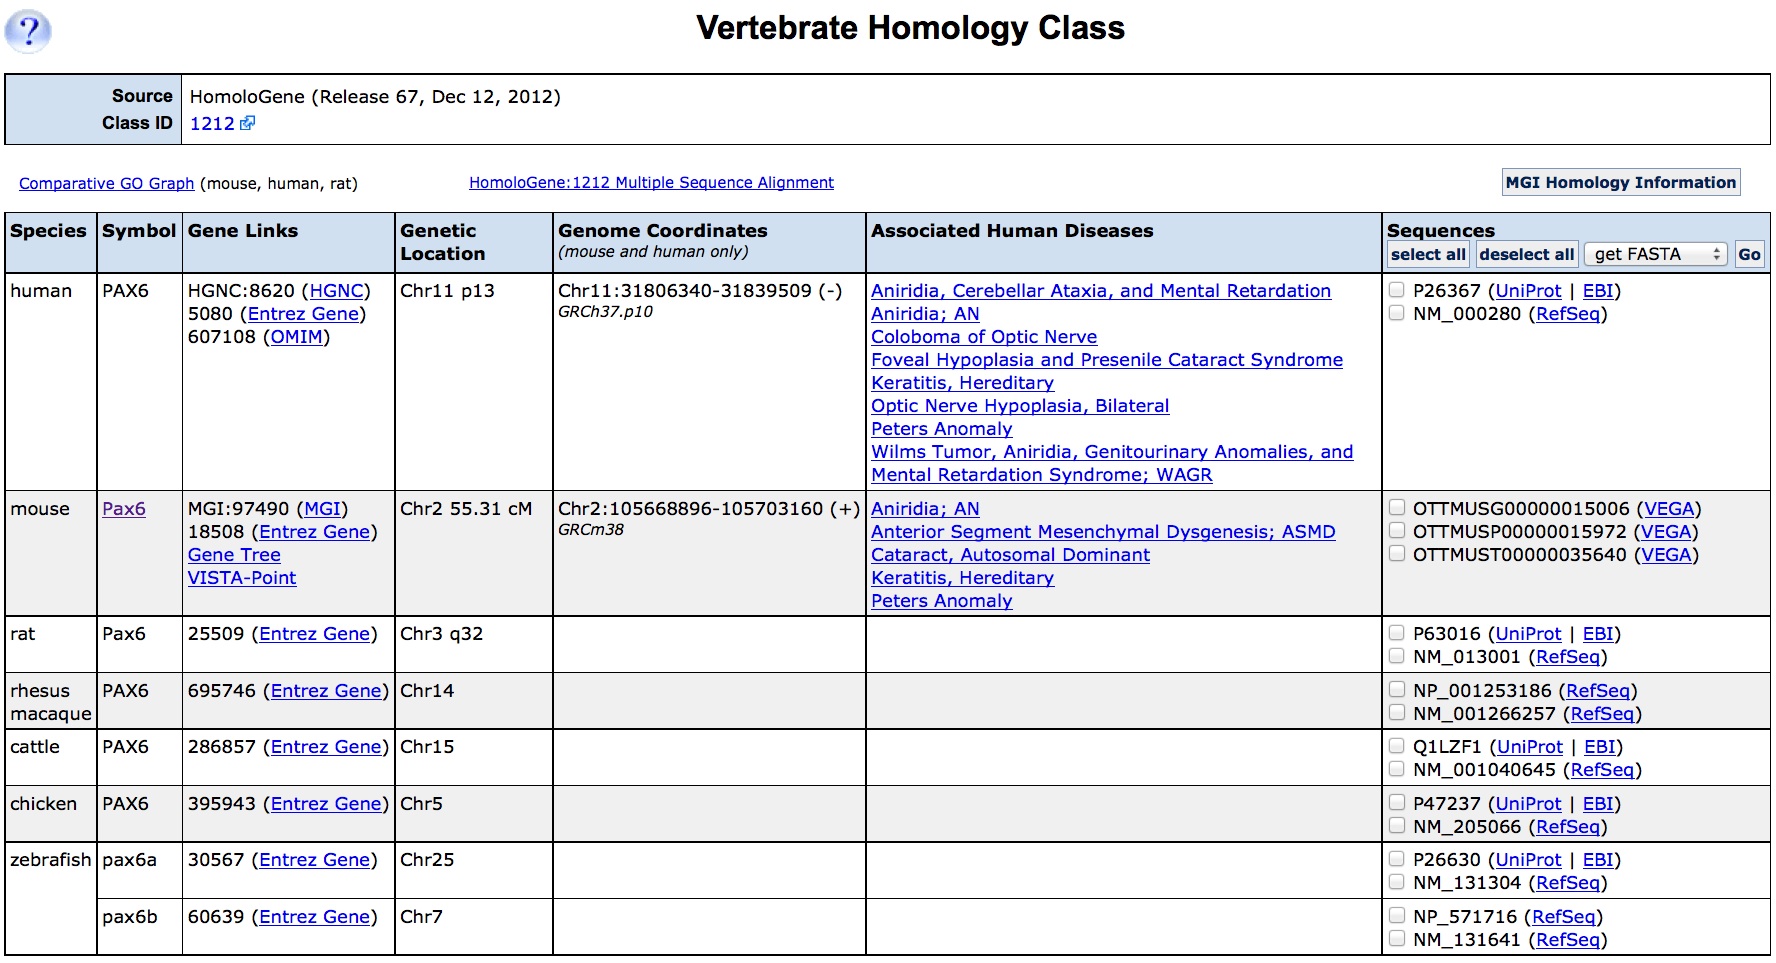 ?
Vertebrate Homology Class
Source HomoloGene (Release 67, Dec 12, 2012)
Class ID 1212
Comparative GO Graph (mouse, human, rat) HomoloGene:1212 Multiple Sequence Alignment MGI Homology Information
Species Symbol Gene Links Genetic Location Genome Coordinates (mouse and human only) Associated Human Diseases Sequences
select all deselect all get FASTA Go
human PAX6 HGNC:8620 (HGNC) Chr11 p13 Chr11:31806340-31839509 (-) Aniridia, Cerebellar Ataxia, and Mental Retardation P26367 (UniProt | EBI)
5080 (Entrez Gene) GRCh37.p10 Aniridia; AN NM_000280 (RefSeq)
607108 (OMIM) Coloboma of Optic Nerve
Foveal Hypoplasia and Presenile Cataract Syndrome
Keratitis, Hereditary
Optic Nerve Hypoplasia, Bilateral
Peters Anomaly
Wilms Tumor, Aniridia, Genitourinary Anomalies, and
Mental Retardation Syndrome; WAGR
mouse Pax6 MGI:97490 (MGI) Chr2 55.31 cM Chr2:105668896-105703160 (+) Aniridia; AN OTTMUSG00000015006 (VEGA)
18508 (Entrez Gene) GRCm38 Anterior Segment Mesenchymal Dysgenesis; ASMD OTTMUSP00000015972 (VEGA)
Gene Tree Cataract, Autosomal Dominant OTTMUST00000035640 (VEGA)
VISTA-Point Keratitis, Hereditary
Peters Anomaly
rat Pax6 25509 (Entrez Gene) Chr3 q32 P63016 (UniProt | EBI)
NM_013001 (RefSeq)
rhesus PAX6 695746 (Entrez Gene) Chr14 NP_001253186 (RefSeq)
macaque NM_001266257 (RefSeq)
cattle PAX6 286857 (Entrez Gene) Chr15 Q1LZF1 (UniProt | EBI)
NM_001040645 (RefSeq)
chicken PAX6 395943 (Entrez Gene) Chr5 P47237 (UniProt | EBI)
NM_205066 (RefSeq)
zebrafish pax6a 30567 (Entrez Gene) Chr25 P26630 (UniProt | EBI)
NM_131304 (RefSeq)
pax6b 60639 (Entrez Gene) Chr7 NP_571716 (RefSeq)
NM_131641 (RefSeq)